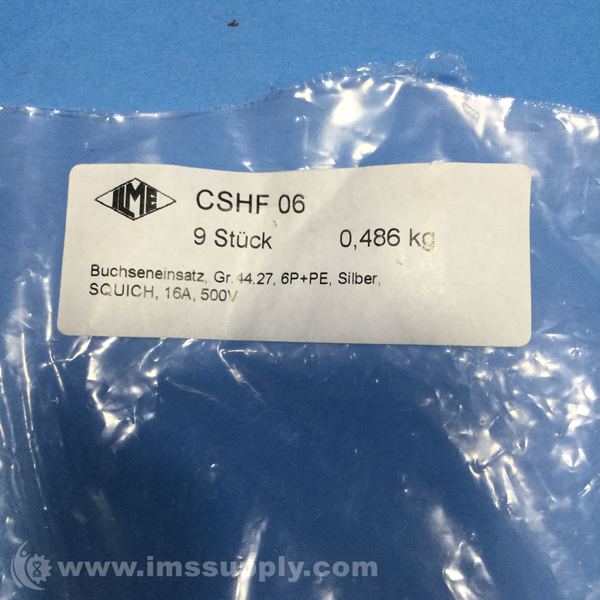 ILME
CSHF 06
9 Stück 0,486 kg
Buchseneinsatz, Gr.44.27, 6P+PE, Silber,
SQUICH, 16A, 500V
www.imssupply.com